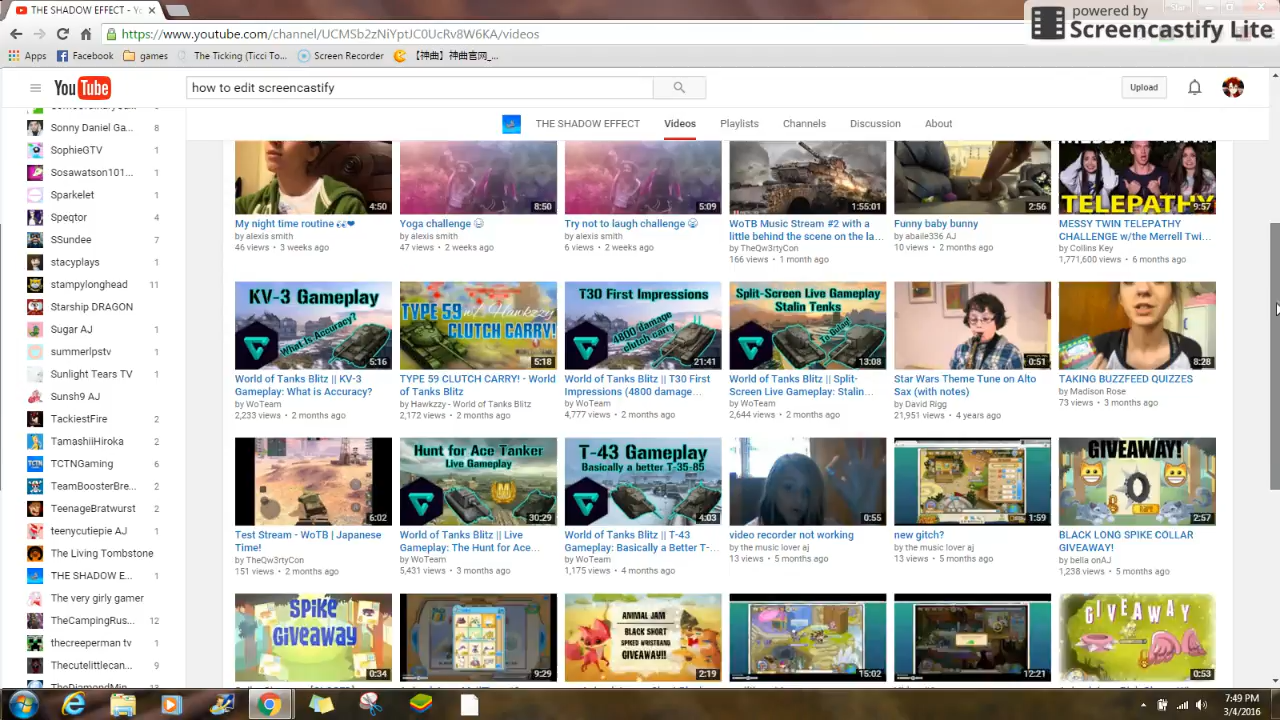 THE SHADOW EFFECT - Yo
powered by
Screencastify Lite
https://www.youtube.com/channel/
/videos
Apps
Facebook
games
The Ticking (Ticci To...
Screen Recorder
You Tube
how to edit screencastify
Upload
THE SHADOW EFFECT
Videos
Playlists
Channels
Discussion
About
Sonny Daniel Ga... 8
SophieGTV 1
Sosawatson101... 1
Sparkelet 1
Speqtor 4
SSundee 7
stacyplays 1
stampylonghead 11
Starship DRAGON
Sugar AJ 1
summerlpstv 1
Sunlight Tears TV 1
Sunsh9 AJ 1
TackiestFire 2
TamashiiHiroka 2
TCTNGaming 6
TeamBoosterBre... 2
TeenageBratwurst 2
teenycutiepie AJ 1
The Living Tombstone
THE SHADOW E... 1
The very girly gamer
TheCampingRus... 12
thecreeperman tv 1
Thecutelittlecan... 9
TheDiamondMin... 13
4:50
My night time routine
by alexis smith
46 views • 3 weeks ago
8:50
Yoga challenge
by alexis smith
47 views • 2 weeks ago
5:09
Try not to laugh challenge
by alexis smith
6 views • 2 weeks ago
1:55:01
WoTB Music Stream #2 with a
little behind the scene on the la...
by TheQw3rtyCon
166 views • 1 month ago
2:56
Funny baby bunny
by abaile336 AJ
10 views • 2 months ago
MESSY TWIN
TELEPATHY
9:57
MESSY TWIN TELEPATHY
CHALLENGE w/the Merrell Twi...
by Collins Key
1,771,600 views • 6 months ago
KV-3 Gameplay
What is Accuracy?
5:16
World of Tanks Blitz || KV-3
Gameplay: What is Accuracy?
by WoTeam
2,233 views • 2 months ago
TYPE 59 w/ Hawkzzy
CLUTCH CARRY!
5:18
TYPE 59 CLUTCH CARRY! - World
of Tanks Blitz
by Hawkzzy - World of Tanks Blitz
2,172 views • 2 months ago
T30 First Impressions
4800 damage
clutch-carry
21:41
World of Tanks Blitz || T30 First
Impressions (4800 damage...
by WoTeam
4,777 views • 2 months ago
Split-Screen Live Gameplay
Stalin Tenks
13:08
World of Tanks Blitz || Split-
Screen Live Gameplay: Stalin...
by WoTeam
2,644 views • 2 months ago
0:51
Star Wars Theme Tune on Alto
Sax (with notes)
by David Rigg
21,951 views • 4 years ago
8:28
TAKING BUZZFEED QUIZZES
by Madison Rose
73 views • 3 months ago
6:02
Test Stream - WoTB | Japanese
Time!
by TheQw3rtyCon
151 views • 2 months ago
Hunt for Ace Tanker
Live Gameplay
30:29
World of Tanks Blitz || Live
Gameplay: The Hunt for Ace...
by WoTeam
5,431 views • 3 months ago
T-43 Gameplay
Basically a better T-35-85
4:03
World of Tanks Blitz || T-43
Gameplay: Basically a Better T-...
by WoTeam
1,175 views • 4 months ago
0:55
video recorder not working
by the music lover aj
13 views • 5 months ago
1:59
new gitch?
by the music lover aj
13 views • 5 months ago
GIVEAWAY!
2:57
BLACK LONG SPIKE COLLAR
GIVEAWAY!
by bella onAJ
1,238 views • 5 months ago
SPIKE
GIVEAWAY
0:34
9:29
ANIMAL JAM
BLACK SHORT
SPIKED WRISTBAND
GIVEAWAY!!
2:19
15:02
12:21
GIVEAWAY
0:53
7:49 PM
3/4/2016